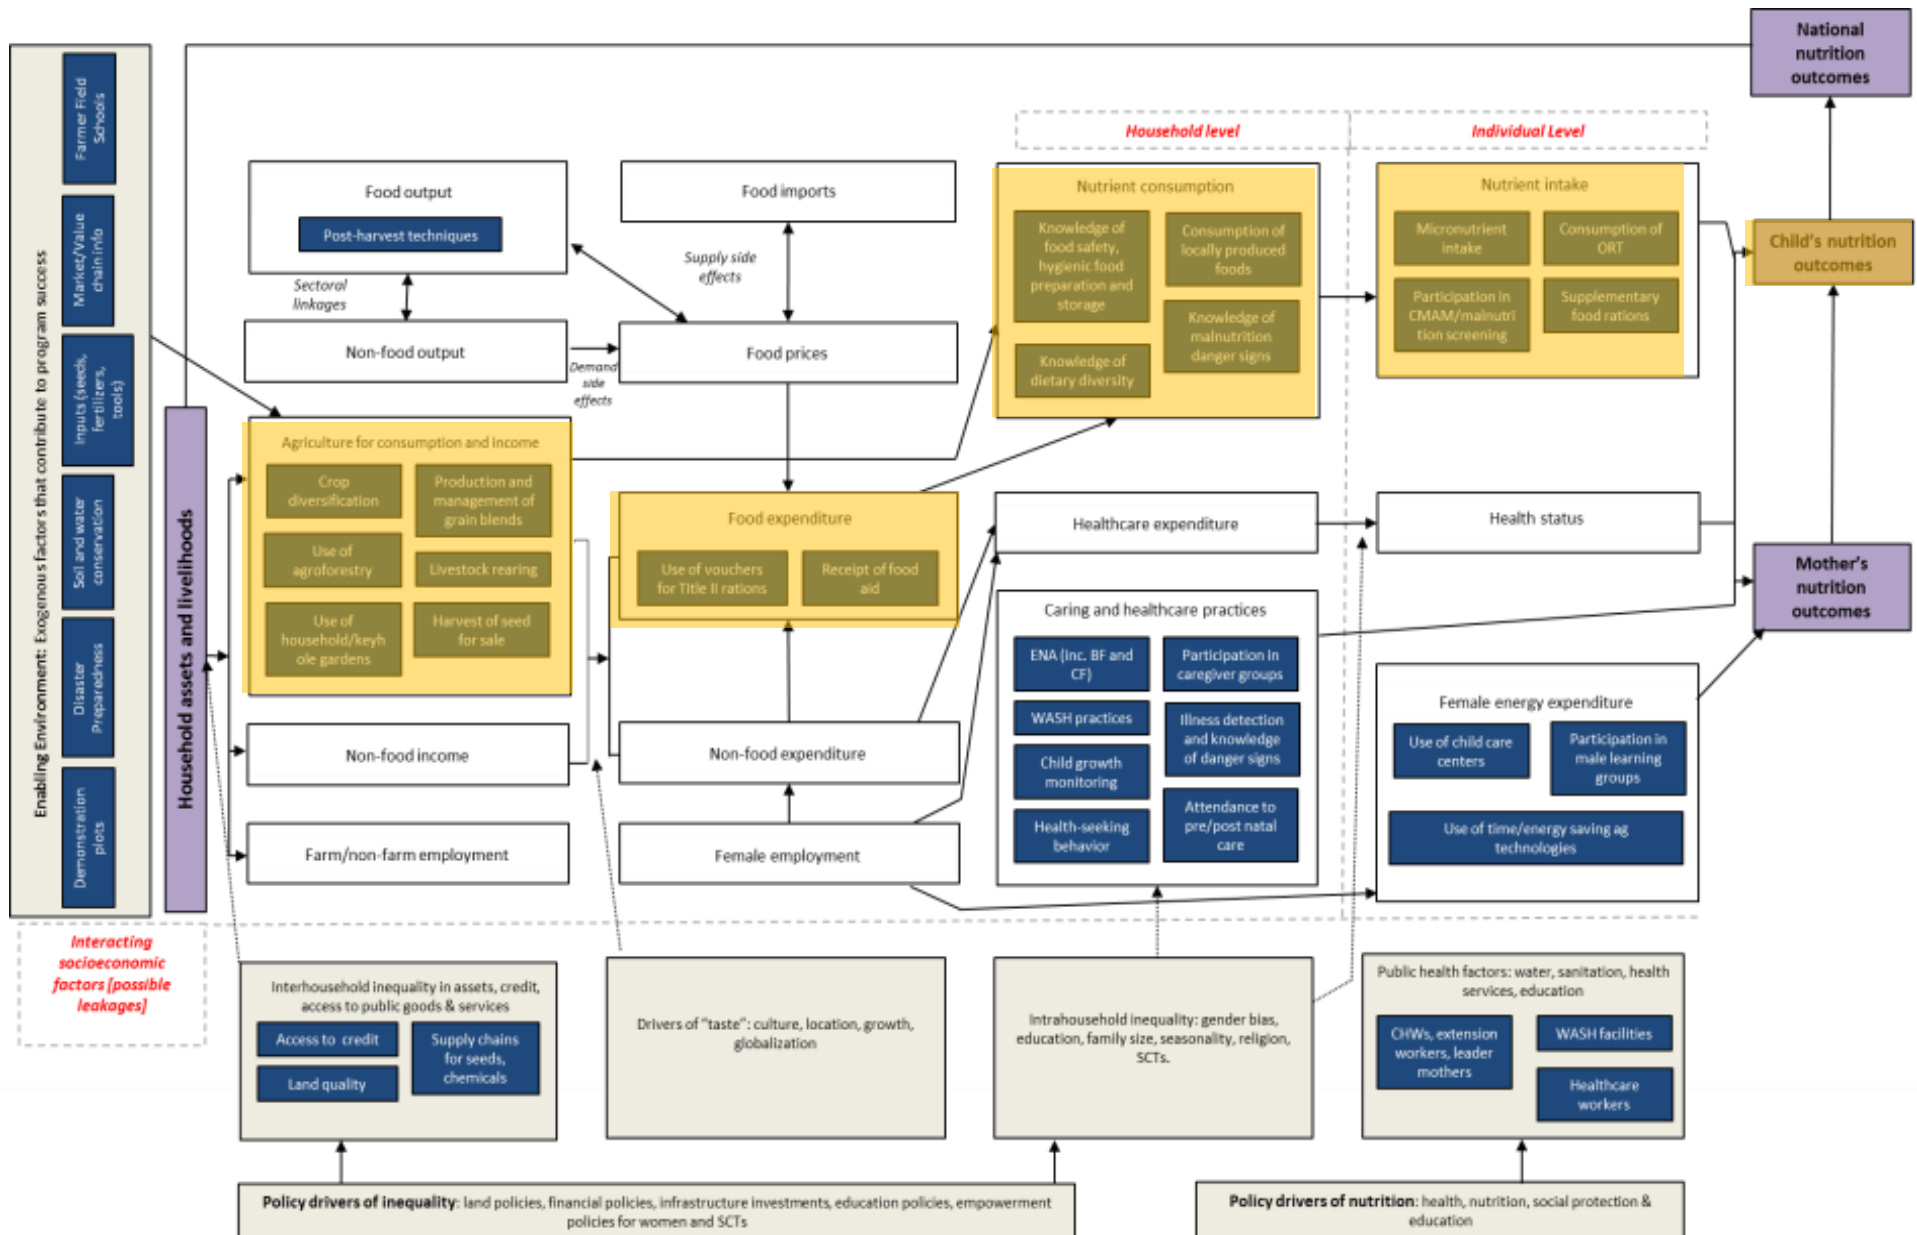 National
nutrition
outcomes
Enabling Environment: Exogenous factors that contribute to program success
Farmer Field
Schools
Market/Value
chain info
Inputs (seeds,
fertilizers,
tools)
Soil and water
conservation
Disaster
Preparedness
Demonstration
plots
Household assets and livelihoods
Household level
Individual Level
Food output
Post-harvest techniques
Food imports
Sectoral
linkages
Supply side
effects
Non-food output
Demand
side
effects
Food prices
Nutrient consumption
Knowledge of
food safety,
hygienic food
preparation and
storage
Consumption of
locally produced
foods
Knowledge of
malnutrition
danger signs
Knowledge of
dietary diversity
Nutrient intake
Micronutrient
intake
Consumption of
ORT
Participation in
CMAM/malnutri
tion screening
Supplementary
food rations
Child's nutrition
outcomes
Agriculture for consumption and income
Crop
diversification
Production and
management of
grain blends
Use of
agroforestry
Livestock rearing
Use of
household/keyh
ole gardens
Harvest of seed
for sale
Food expenditure
Use of vouchers
for Title II rations
Receipt of food
aid
Healthcare expenditure
Health status
Mother's
nutrition
outcomes
Caring and healthcare practices
ENA (inc. BF and
CF)
Participation in
caregiver groups
WASH practices
Illness detection
and knowledge
of danger signs
Child growth
monitoring
Health-seeking
behavior
Attendance to
pre/post natal
care
Female energy expenditure
Use of child care
centers
Participation in
male learning
groups
Use of time/energy saving ag
technologies
Non-food income
Non-food expenditure
Farm/non-farm employment
Female employment
Interacting
socioeconomic
factors [possible
leakages]
Interhousehold inequality in assets, credit,
access to public goods & services
Access to credit
Supply chains
for seeds,
chemicals
Land quality
Drivers of "taste": culture, location, growth,
globalization
Intrahousehold inequality: gender bias,
education, family size, seasonality, religion,
SCTs.
Public health factors: water, sanitation, health
services, education
CHWs, extension
workers, leader
mothers
WASH facilities
Healthcare
workers
Policy drivers of inequality: land policies, financial policies, infrastructure investments, education policies, empowerment
policies for women and SCTs
Policy drivers of nutrition: health, nutrition, social protection &
education